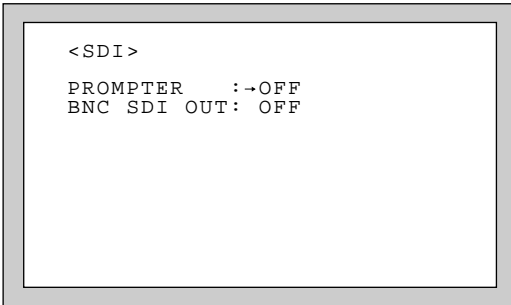 <SDI>
PROMPTER :→OFF
BNC SDI OUT: OFF